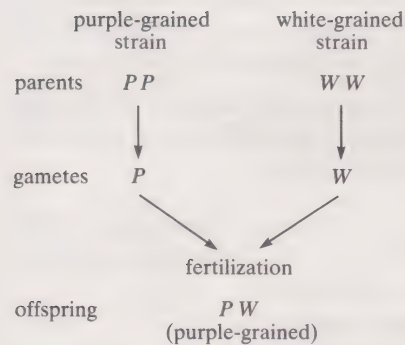 purple-grained white-grained
strain strain
parents P P W W
gametes P W
fertilization
offspring P W
(purple-grained)